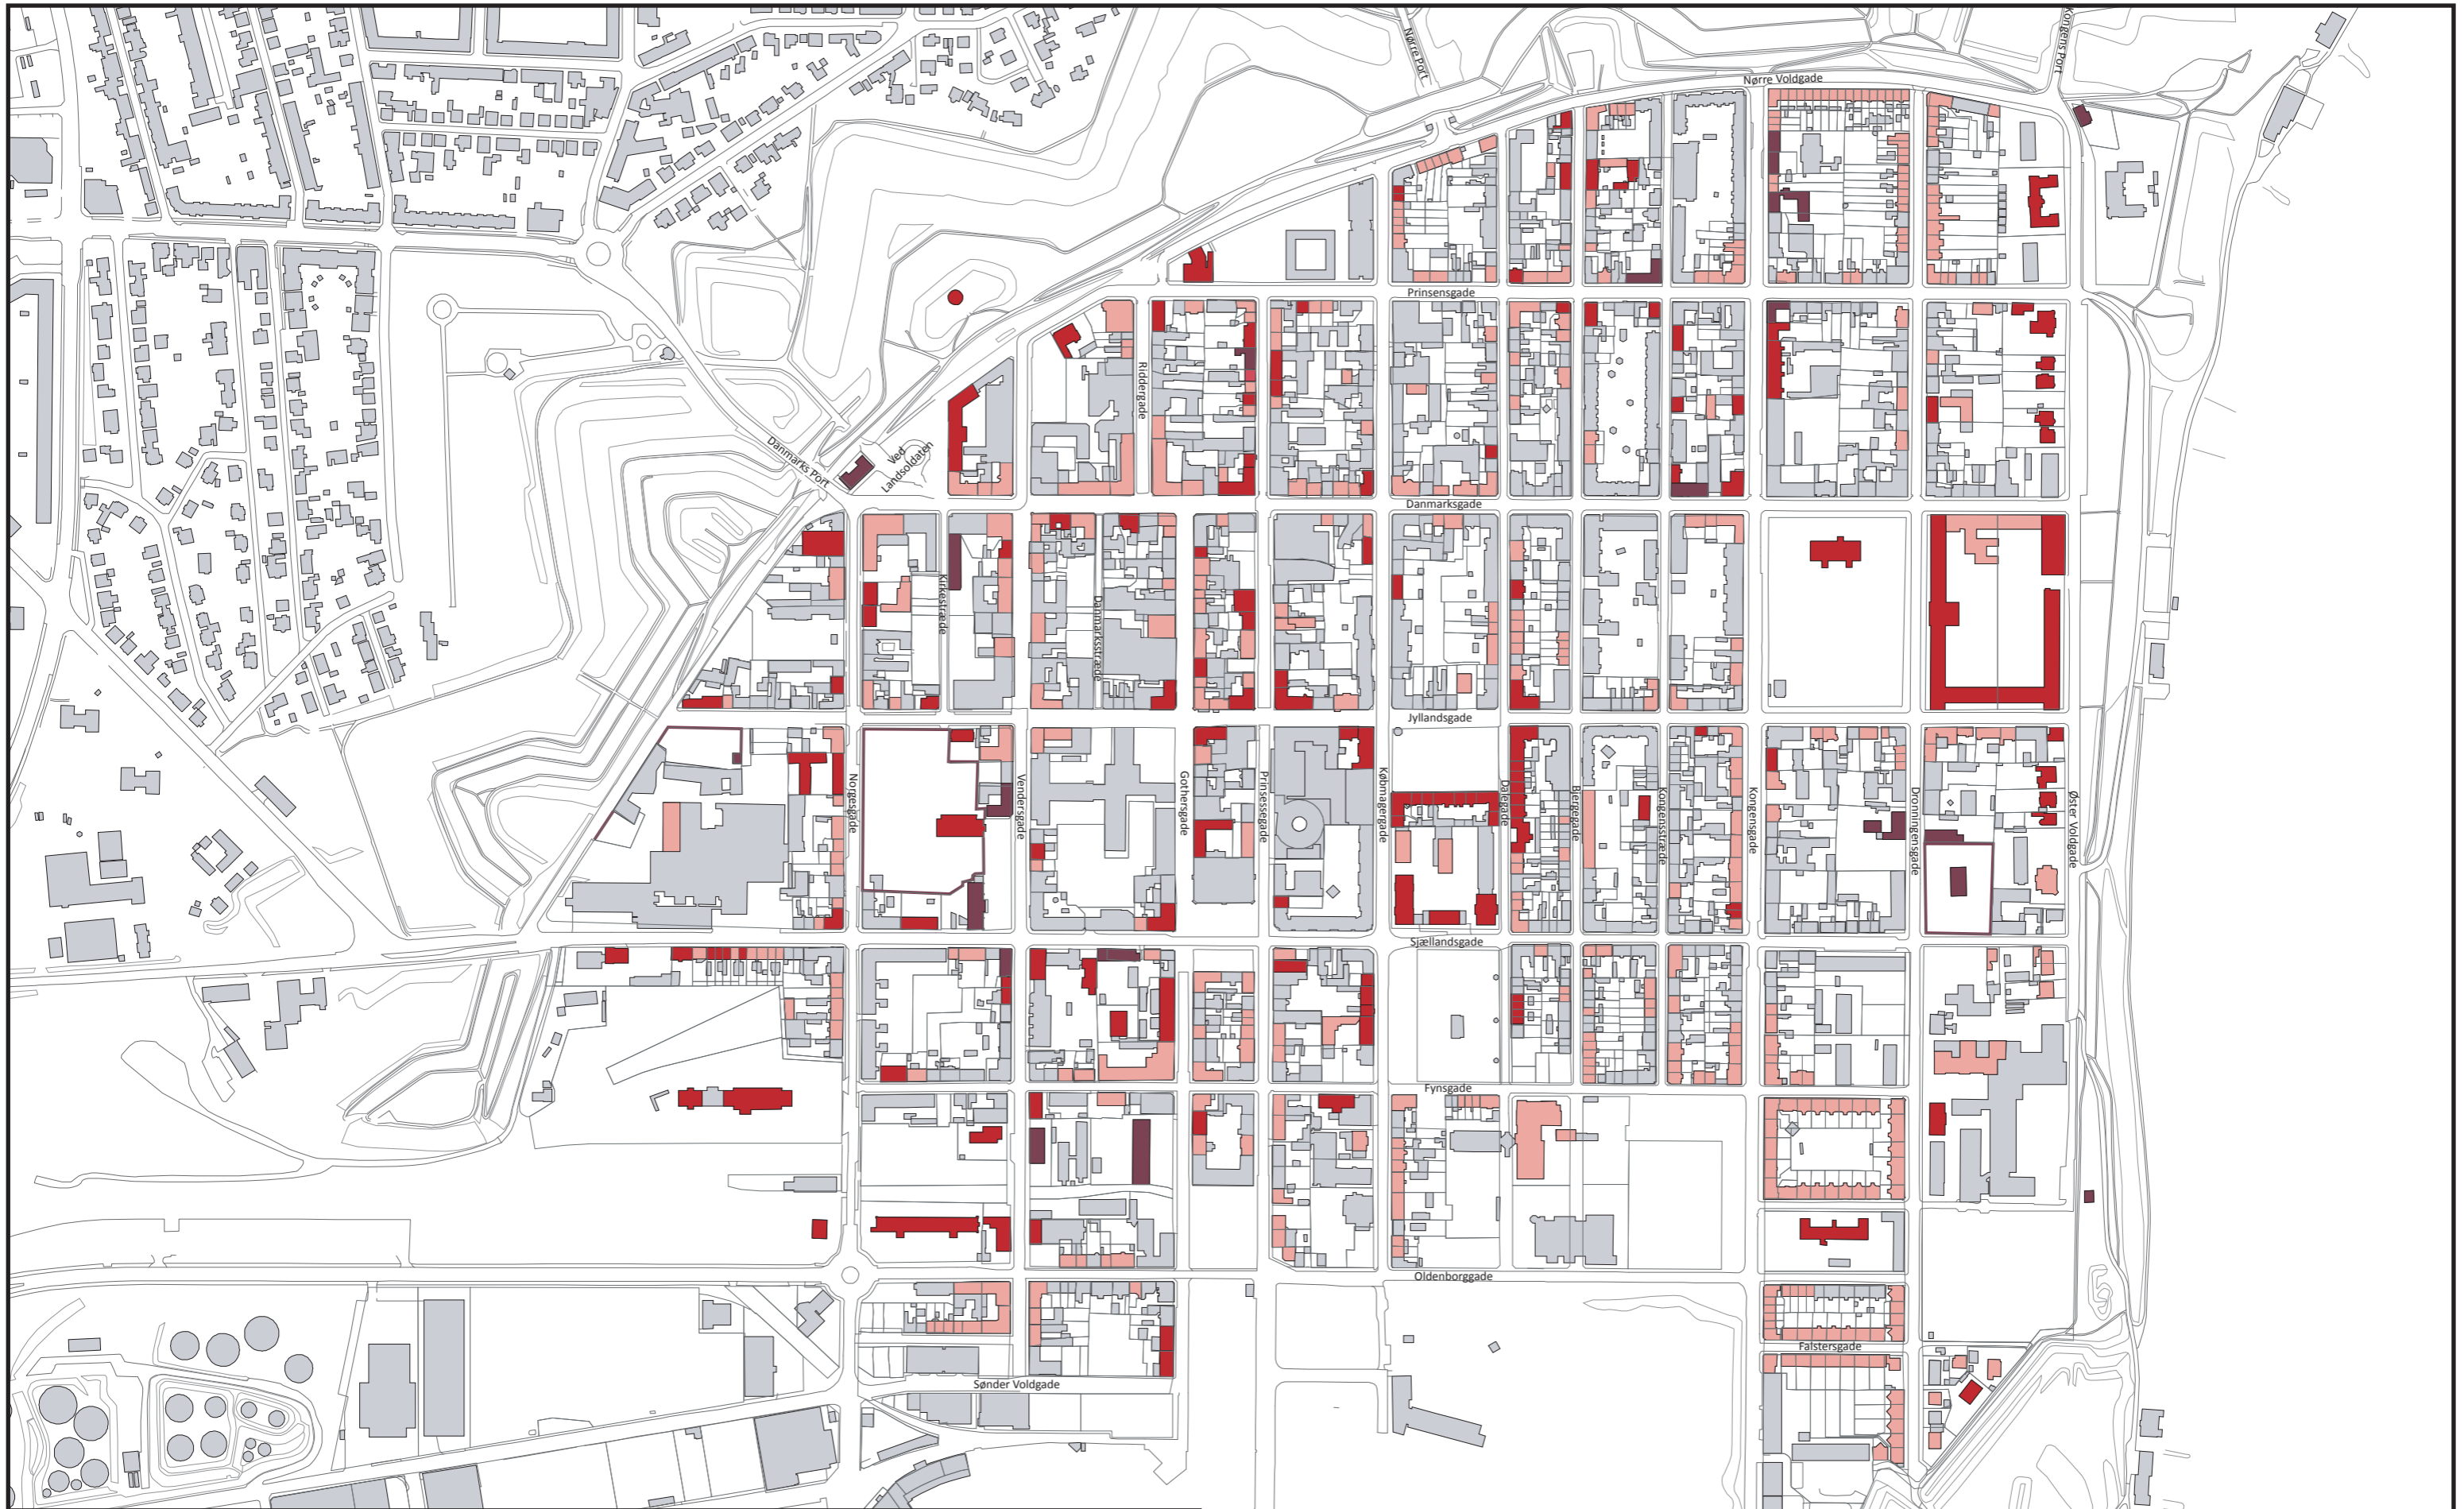 Nørre Port
Kongens Port
Nørre Voldgade
Prinsensgade
Riddergade
Danmarks Port
Ved
Landsoldaten
Danmarksgade
Kirkestræde
Danmarksstræde
Jyllandsgade
Norgesgade
Vendersgade
Gothersgade
Prinsessegade
Købmagergade
Dalegade
Bjergegade
Kongensstræde
Kongensgade
Dronningensgade
Øster Voldgade
Sjællandsgade
Fynsgade
Oldenborggade
Falstersgade
Sønder Voldgade